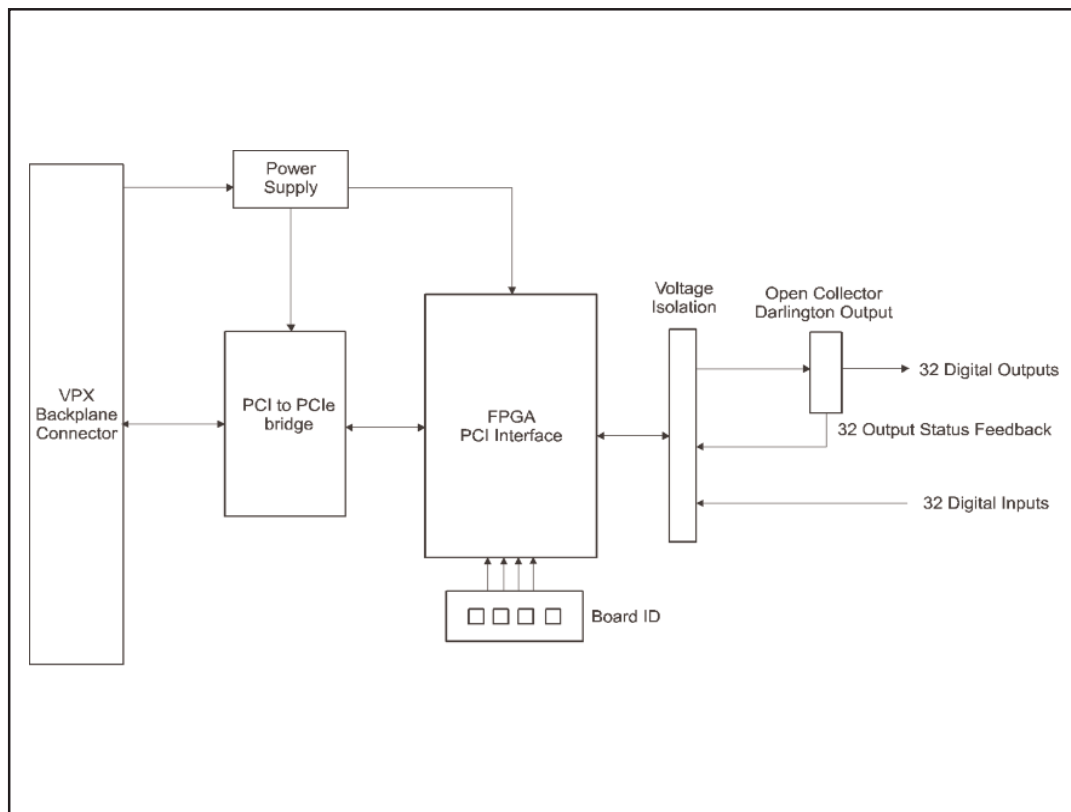 Power
Supply
VPX
Backplane
Connector
PCI to PCIe
bridge
FPGA
PCI Interface
Voltage
Isolation
Open Collector
Darlington Output
32 Digital Outputs
32 Output Status Feedback
32 Digital Inputs
Board ID